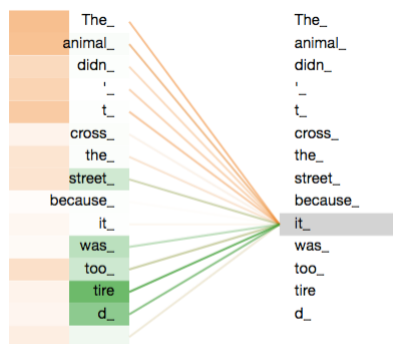 The_ The_
animal_ animal_
didn_ didn_
'_ '_
t_ t_
cross_ cross_
the_ the_
street_ street_
because_ because_
it_ it_
was_ was_
too_ too_
tire tire
d_ d_